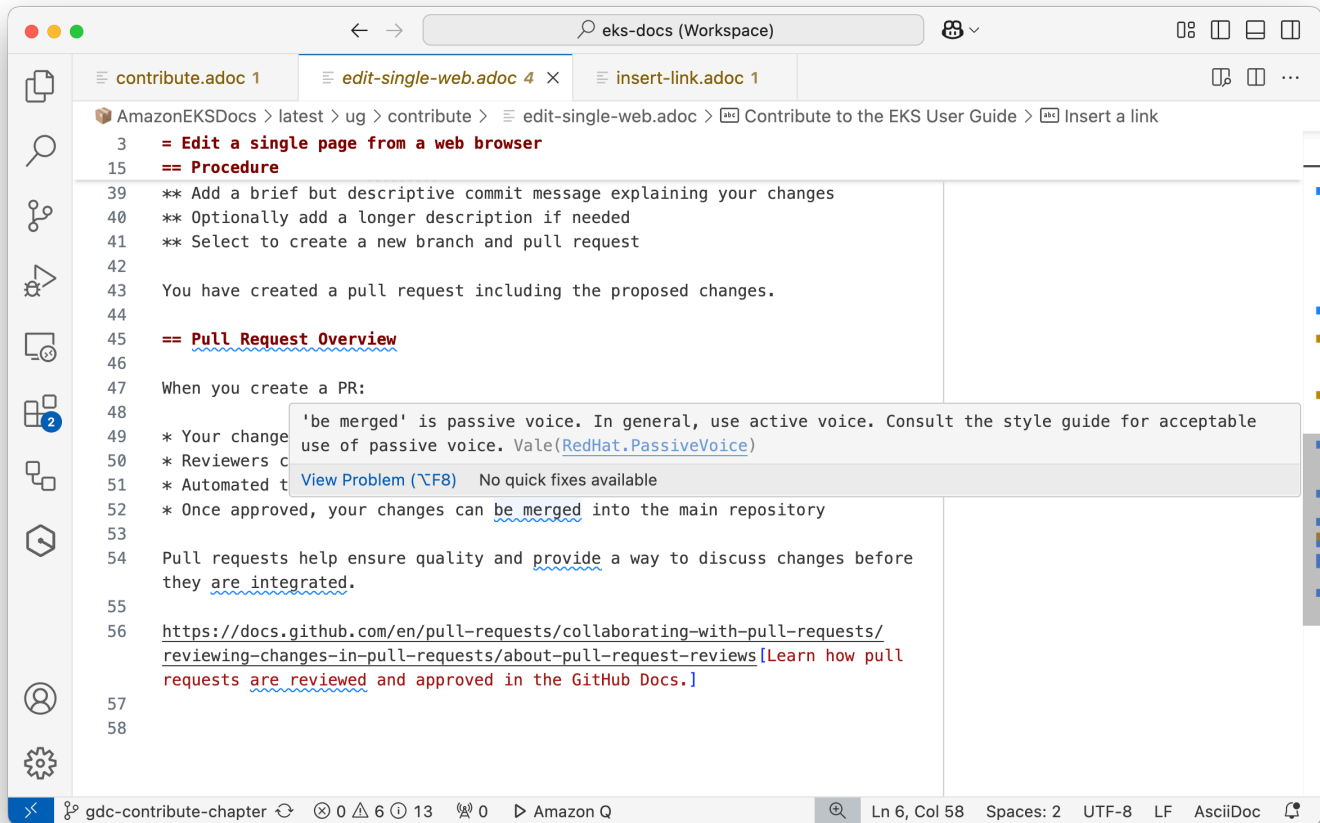 eks-docs (Workspace)
contribute.adoc 1
edit-single-web.adoc 4
insert-link.adoc 1
AmazonEKSDocs > latest > ug > contribute > edit-single-web.adoc > Contribute to the EKS User Guide > Insert a link
3 = Edit a single page from a web browser
15 == Procedure
39 ** Add a brief but descriptive commit message explaining your changes
40 ** Optionally add a longer description if needed
41 ** Select to create a new branch and pull request
42
43 You have created a pull request including the proposed changes.
44
45 == Pull Request Overview
46
47 When you create a PR:
48
'be merged' is passive voice. In general, use active voice. Consult the style guide for acceptable
use of passive voice. Vale(RedHat.PassiveVoice)
View Problem (⌥F8) No quick fixes available
49 * Your change
50 * Reviewers c
51 * Automated t
52 * Once approved, your changes can be merged into the main repository
53
54 Pull requests help ensure quality and provide a way to discuss changes before
they are integrated.
55
56 https://docs.github.com/en/pull-requests/collaborating-with-pull-requests/
reviewing-changes-in-pull-requests/about-pull-request-reviews[Learn how pull
requests are reviewed and approved in the GitHub Docs.]
57
58
2
gdc-contribute-chapter 0 6 13 0 Amazon Q Ln 6, Col 58 Spaces: 2 UTF-8 LF AsciiDoc